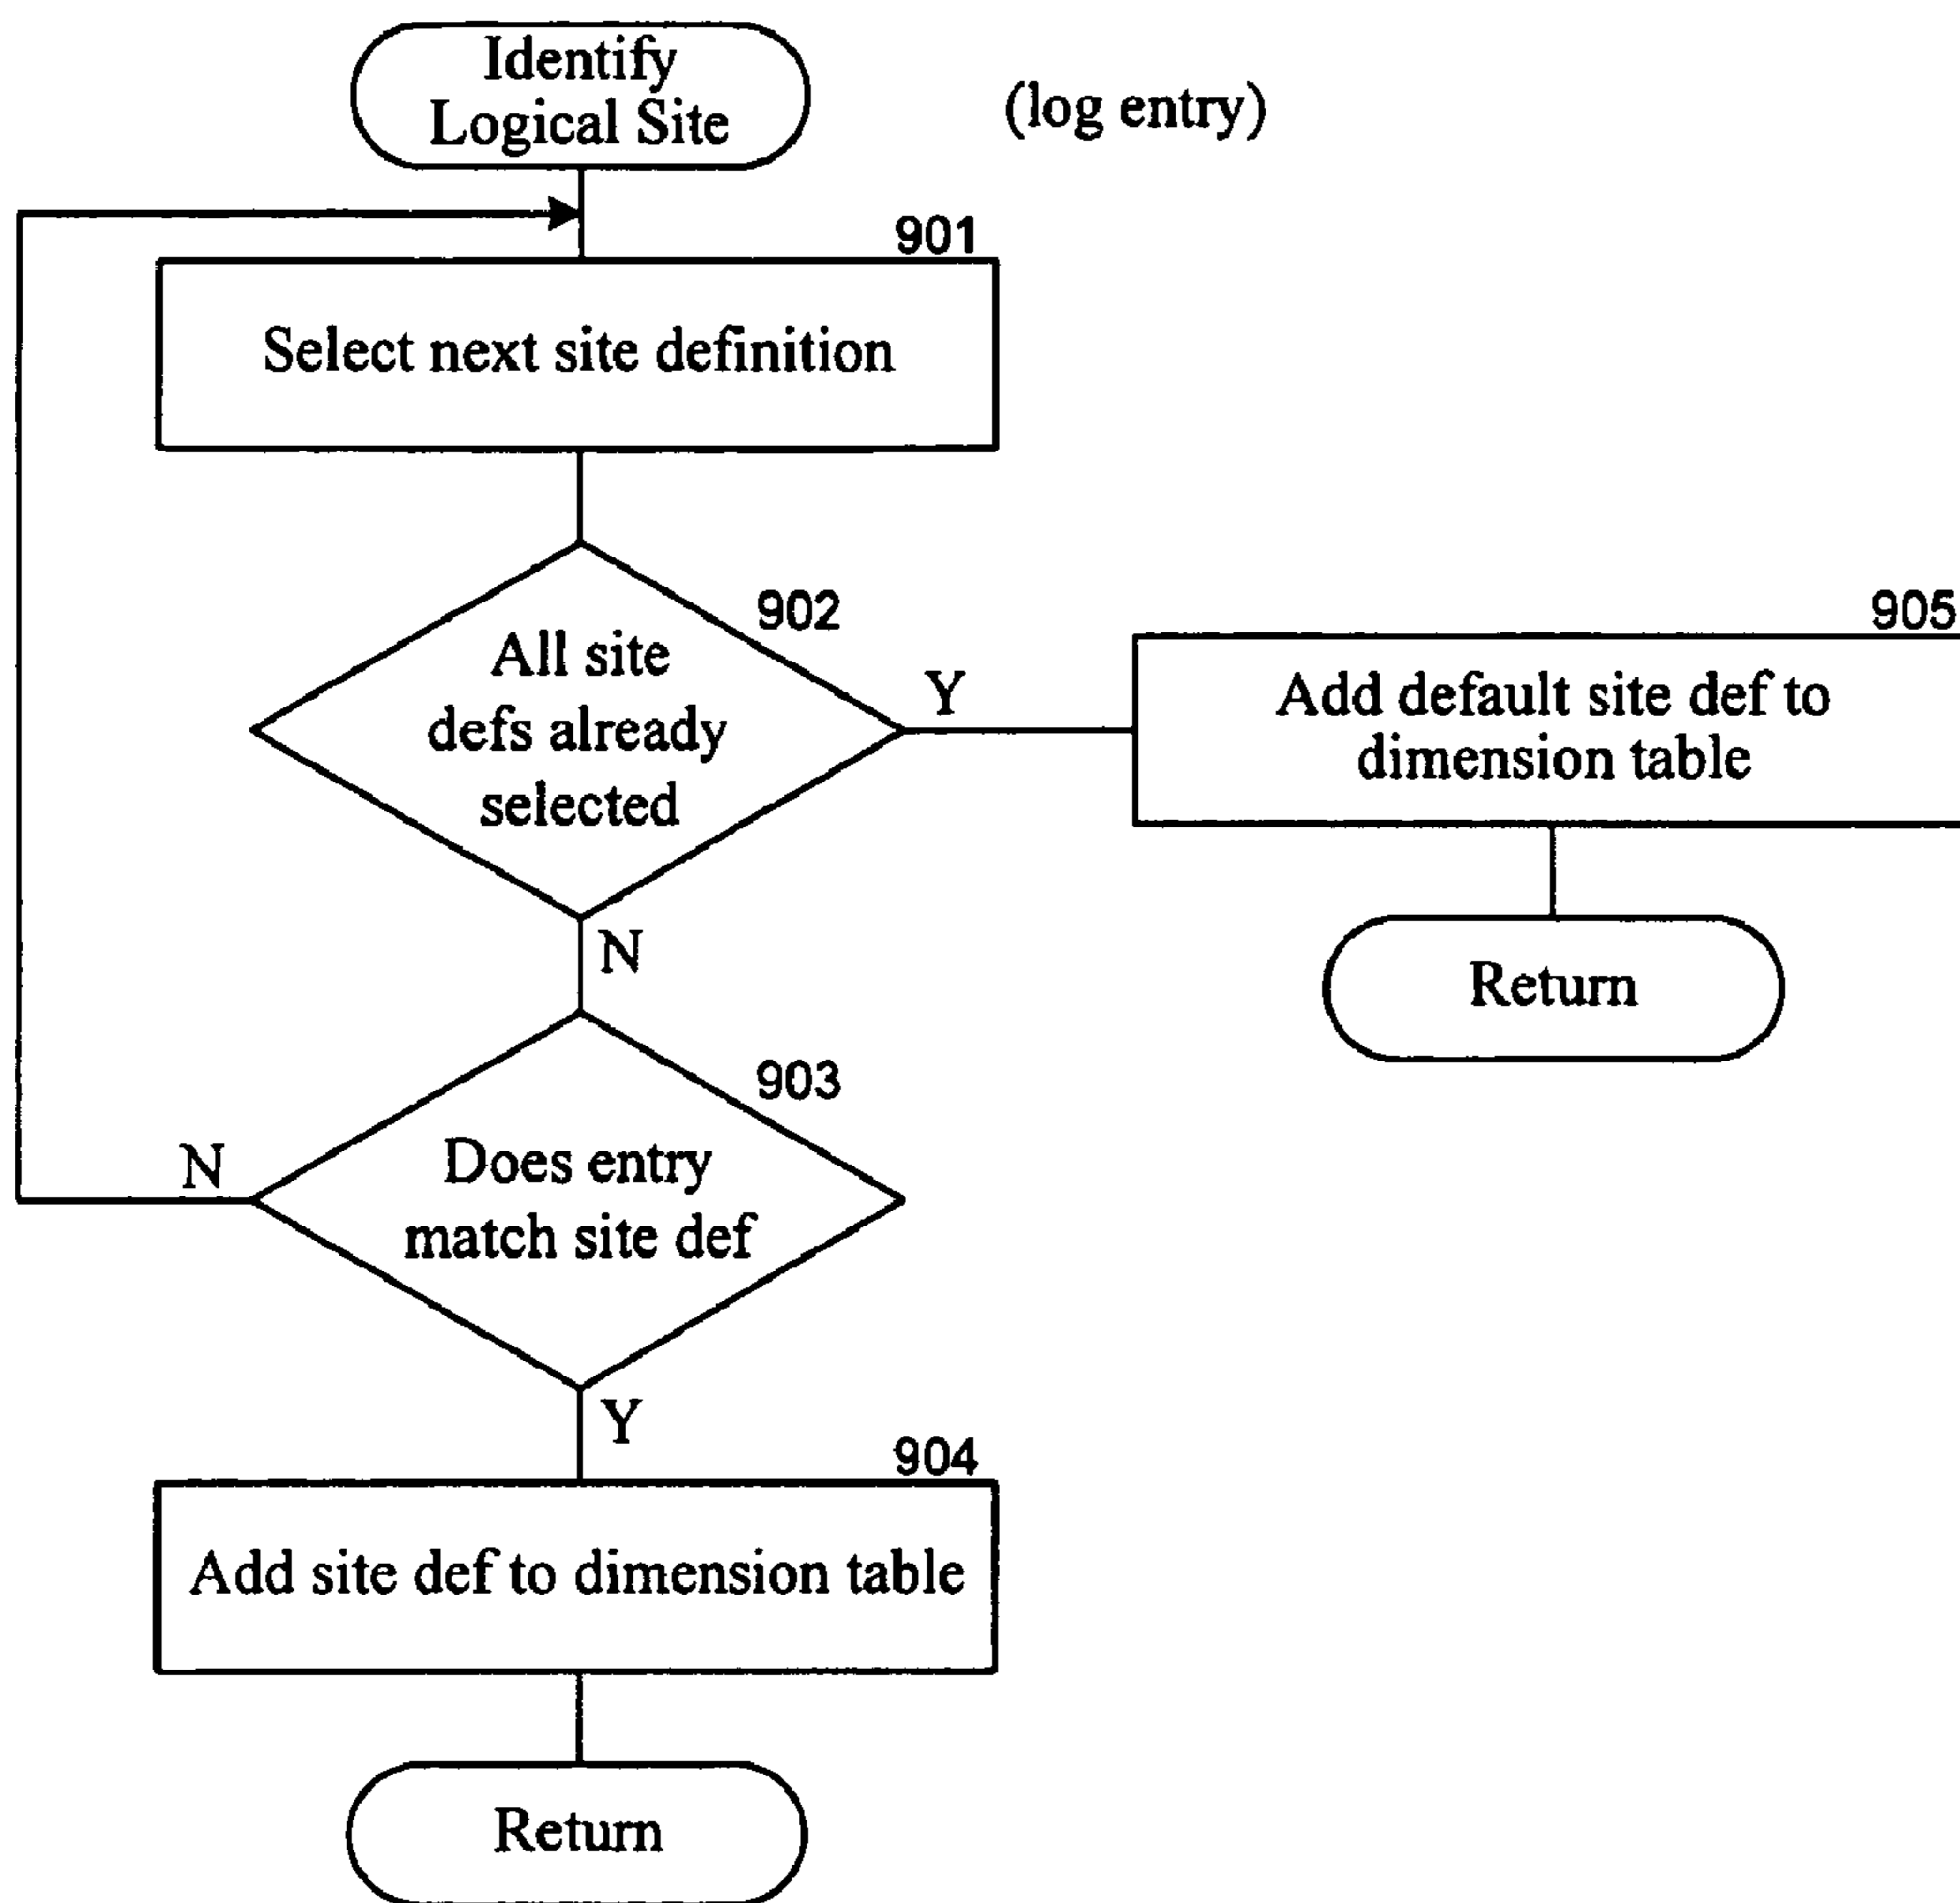 Identify
Logical Site
(log entry)
901
Select next site definition
902
All site
defs already
selected
Y
905
Add default site def to
dimension table
Return
N
903
Does entry
match site def
N
Y
904
Add site def to dimension table
Return